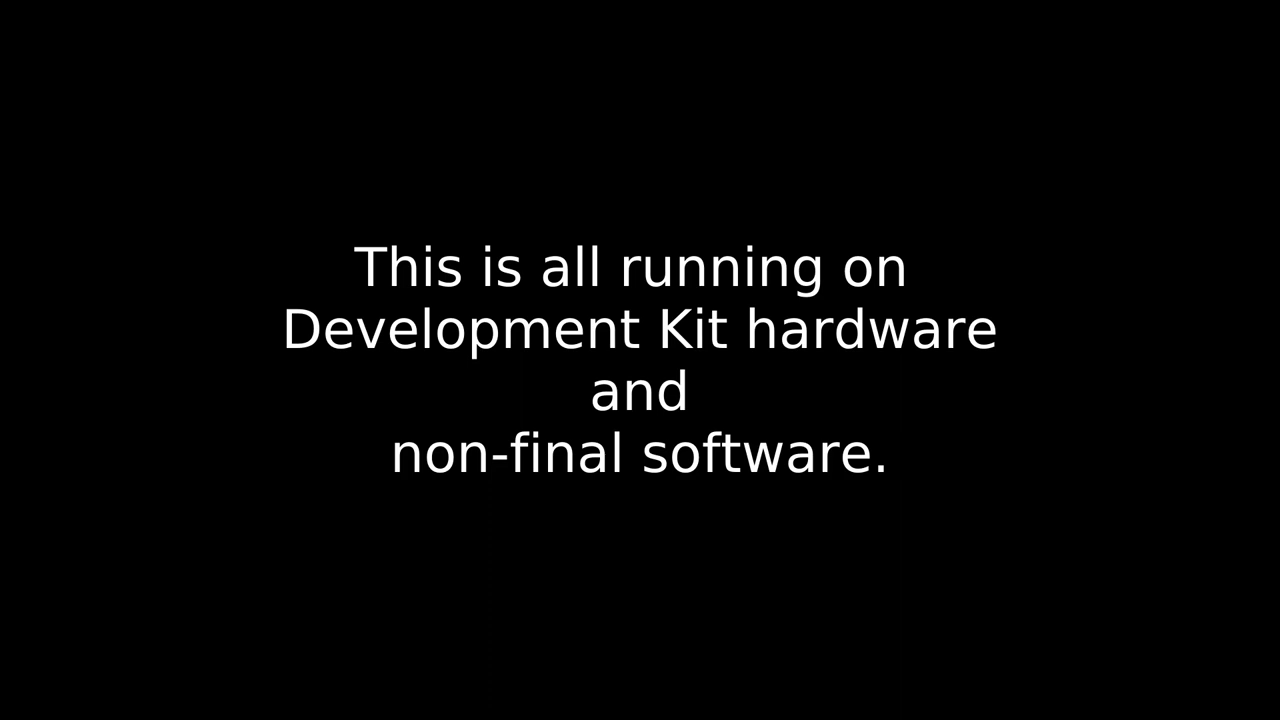 This is all running on
Development Kit hardware
and
non-final software.